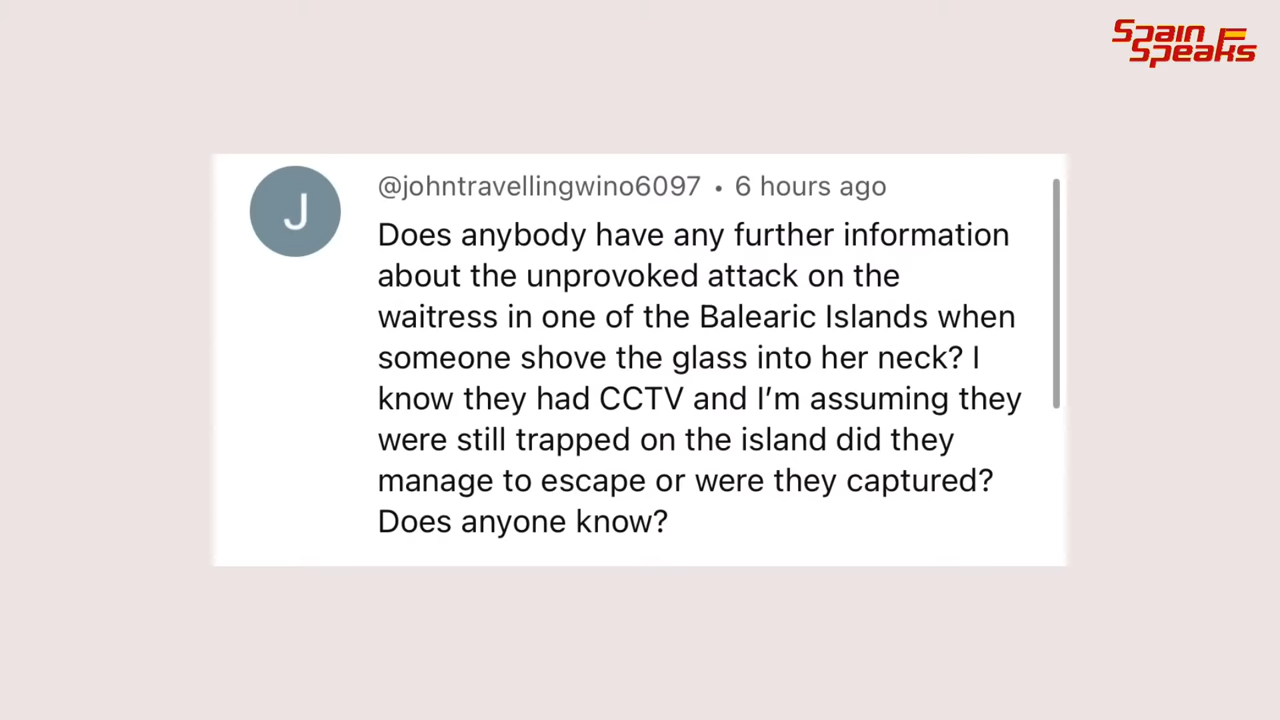 Spain
Speaks
J
@johntravellingwino6097 • 6 hours ago
Does anybody have any further information
about the unprovoked attack on the
waitress in one of the Balearic Islands when
someone shove the glass into her neck? I
know they had CCTV and I’m assuming they
were still trapped on the island did they
manage to escape or were they captured?
Does anyone know?